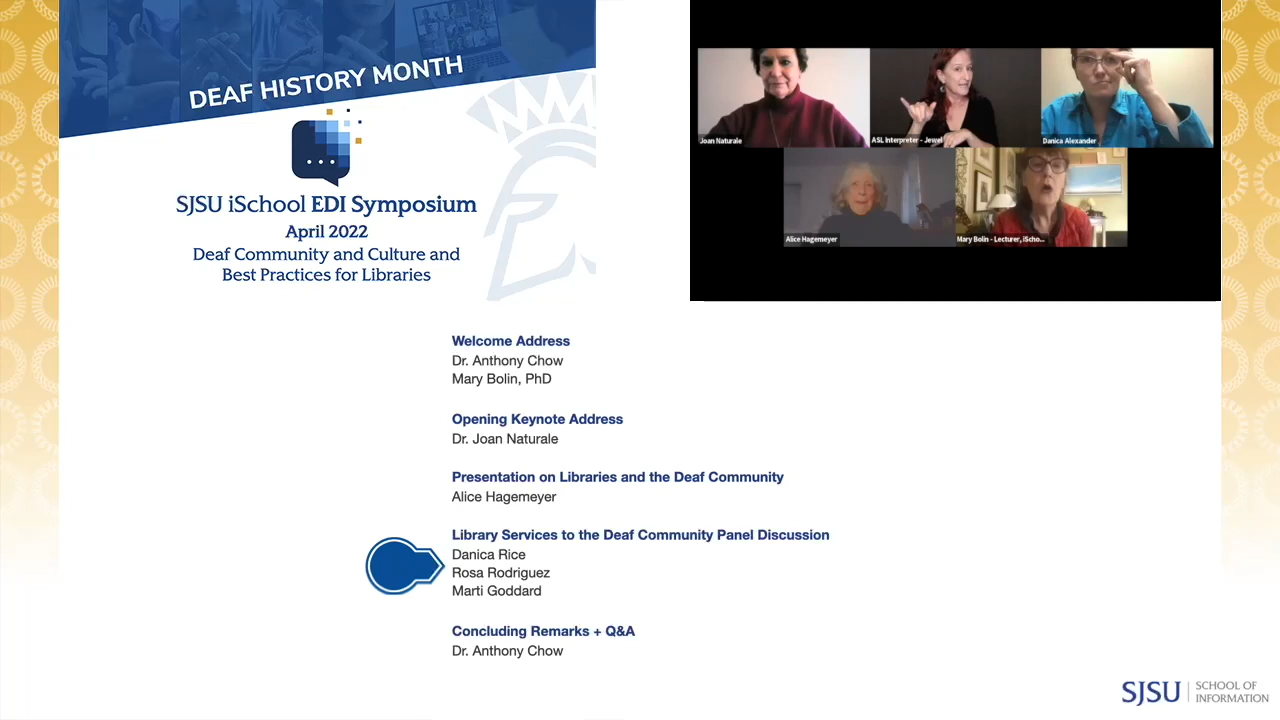 DEAF HISTORY MONTH
SJSU iSchool EDI Symposium
April 2022
Deaf Community and Culture and
Best Practices for Libraries
Joan Naturale
ASL Interpreter - Jewel
Danica Alexander
Alice Hagemeyer
Mary Bolin - Lecturer, iScho...
Welcome Address
Dr. Anthony Chow
Mary Bolin, PhD
Opening Keynote Address
Dr. Joan Naturale
Presentation on Libraries and the Deaf Community
Alice Hagemeyer
Library Services to the Deaf Community Panel Discussion
Danica Rice
Rosa Rodriguez
Marti Goddard
Concluding Remarks + Q&A
Dr. Anthony Chow
SJSU
SCHOOL OF
INFORMATION